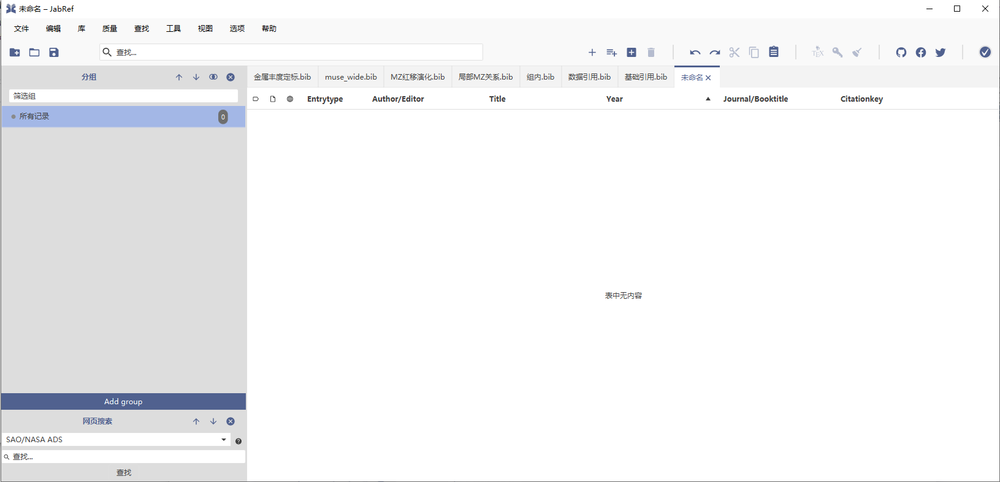 未命名 – JabRef
文件 编辑 库 质量 查找 工具 视图 选项 帮助
查找...
TEX
分组
金属丰度定标.bib muse_wide.bib MZ红移演化.bib 局部MZ关系.bib 组内.bib 数据引用.bib 基础引用.bib 未命名
筛选组
Entrytype Author/Editor Title Year Journal/Booktitle Citationkey
所有记录 0
表中无内容
Add group
网页搜索
SAO/NASA ADS
查找...
查找